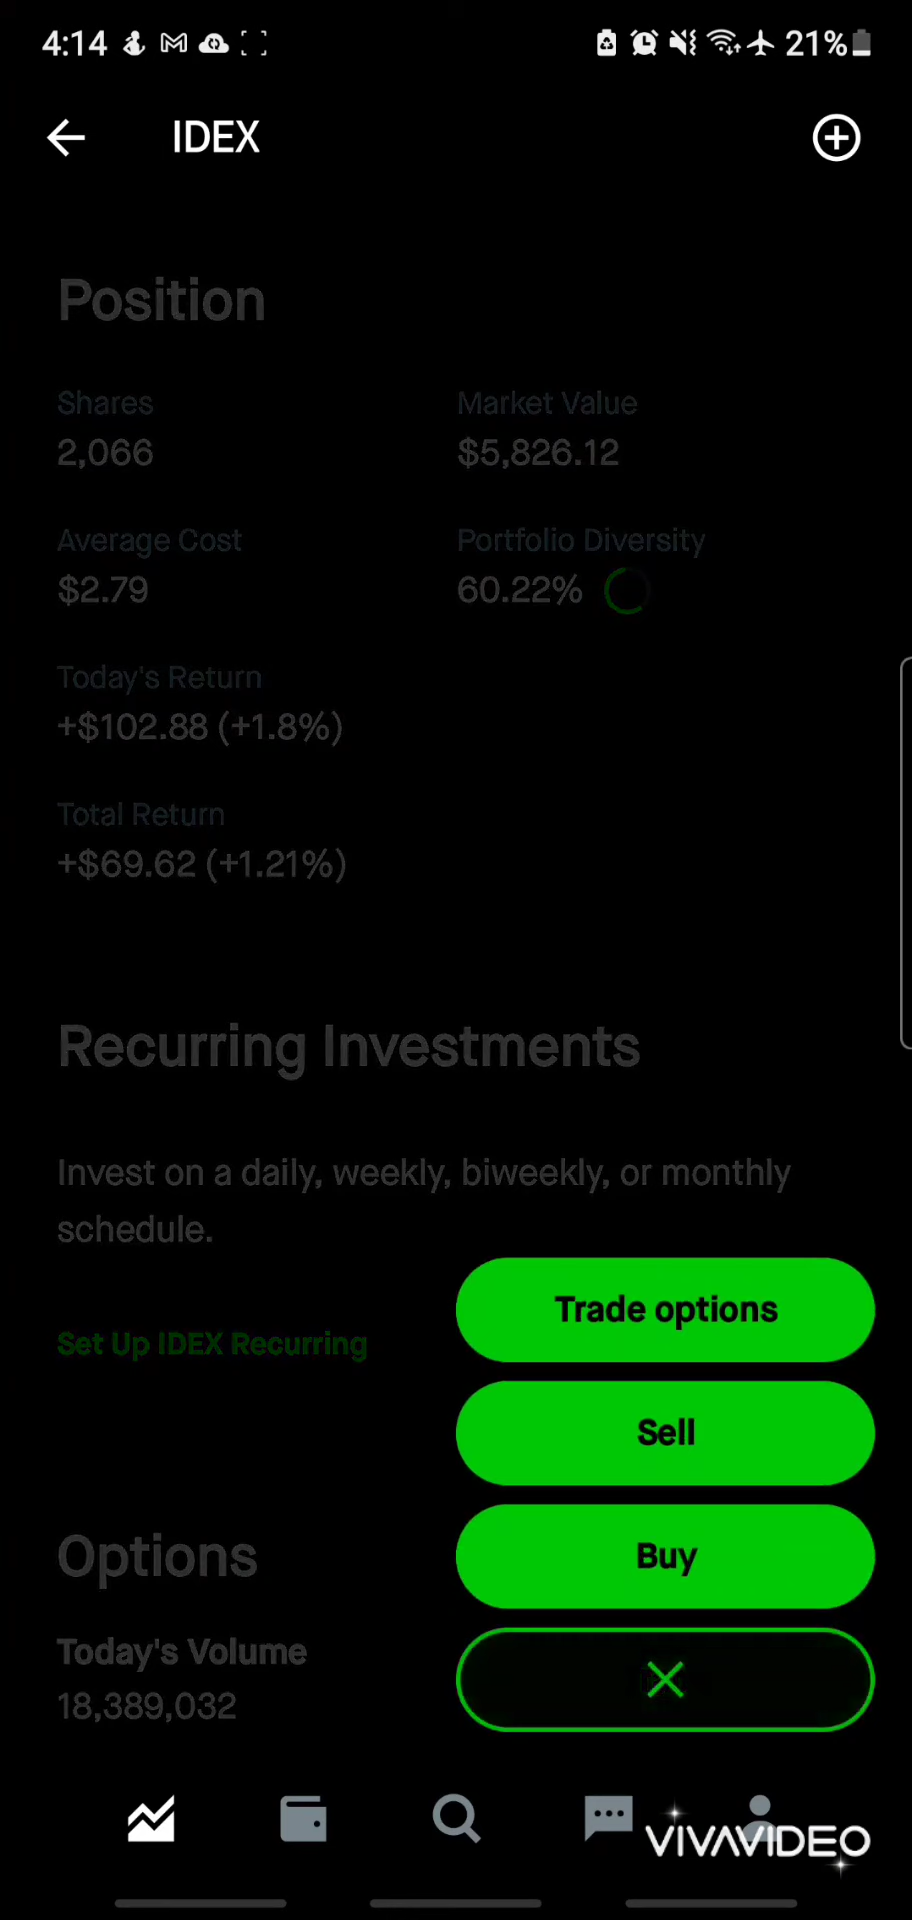 4:14
21%
IDEX
Position
Shares
Market Value
2,066
$5,826.12
Average Cost
Portfolio Diversity
$2.79
60.22%
Today's Return
+$102.88 (+1.8%)
Total Return
+$69.62 (+1.21%)
Recurring Investments
Invest on a daily, weekly, biweekly, or monthly
schedule.
Trade options
Set Up IDEX Recurring
Sell
Options
Buy
Today's Volume
18,389,032
VIVAVIDEO